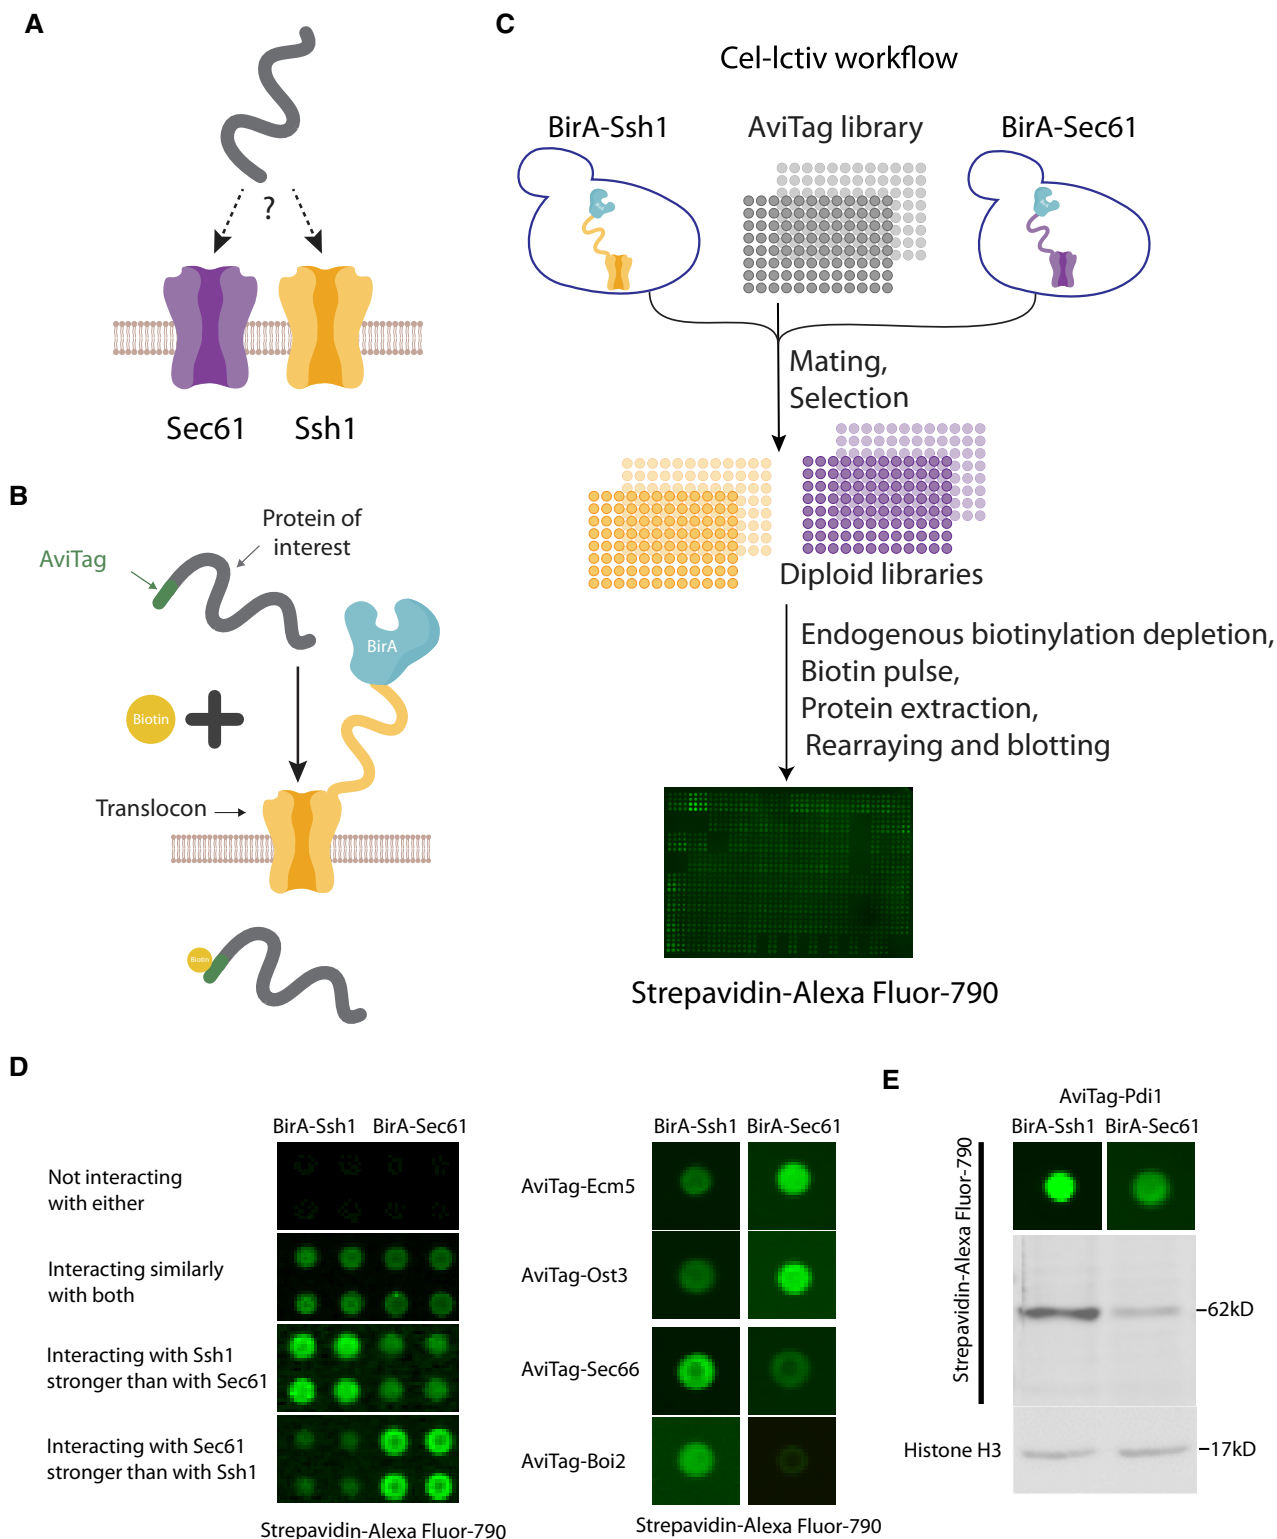 A
?
Sec61
Ssh1
B
AviTag
Protein of
interest
BirA
Biotin
Translocon
Biotin
C
Cel-lctiv workflow
BirA-Ssh1
AviTag library
BirA-Sec61
Mating,
Selection
Diploid libraries
Endogenous biotinylation depletion,
Biotin pulse,
Protein extraction,
Rearraying and blotting
Strepavidin-Alexa Fluor-790
D
BirA-Ssh1 BirA-Sec61
Not interacting
with either
Interacting similarly
with both
Interacting with Ssh1
stronger than with Sec61
Interacting with Sec61
stronger than with Ssh1
Strepavidin-Alexa Fluor-790
BirA-Ssh1 BirA-Sec61
AviTag-Ecm5
AviTag-Ost3
AviTag-Sec66
AviTag-Boi2
Strepavidin-Alexa Fluor-790
E
AviTag-Pdi1
BirA-Ssh1 BirA-Sec61
Strepavidin-Alexa Fluor-790
62kD
Histone H3
17kD